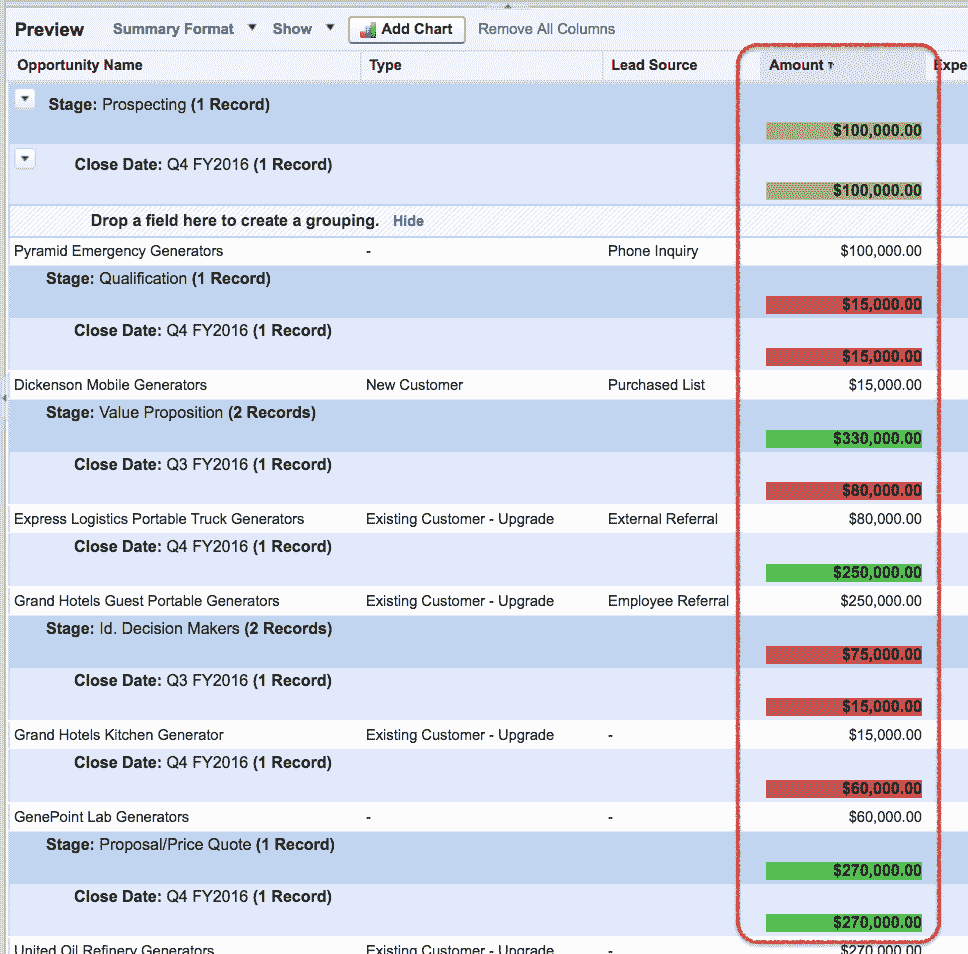 Preview Summary Format Show Add Chart Remove All Columns
Opportunity Name Type Lead Source Amount ↑ Expe
Stage: Prospecting (1 Record)
$100,000.00
Close Date: Q4 FY2016 (1 Record)
$100,000.00
Drop a field here to create a grouping. Hide
Pyramid Emergency Generators - Phone Inquiry $100,000.00
Stage: Qualification (1 Record)
$15,000.00
Close Date: Q4 FY2016 (1 Record)
$15,000.00
Dickenson Mobile Generators New Customer Purchased List $15,000.00
Stage: Value Proposition (2 Records)
$330,000.00
Close Date: Q3 FY2016 (1 Record)
$80,000.00
Express Logistics Portable Truck Generators Existing Customer - Upgrade External Referral $80,000.00
Close Date: Q4 FY2016 (1 Record)
$250,000.00
Grand Hotels Guest Portable Generators Existing Customer - Upgrade Employee Referral $250,000.00
Stage: Id. Decision Makers (2 Records)
$75,000.00
Close Date: Q3 FY2016 (1 Record)
$15,000.00
Grand Hotels Kitchen Generator Existing Customer - Upgrade - $15,000.00
Close Date: Q4 FY2016 (1 Record)
$60,000.00
GenePoint Lab Generators - - $60,000.00
Stage: Proposal/Price Quote (1 Record)
$270,000.00
Close Date: Q4 FY2016 (1 Record)
$270,000.00
United Oil Refinery Generators Existing Customer - Upgrade - $270,000.00